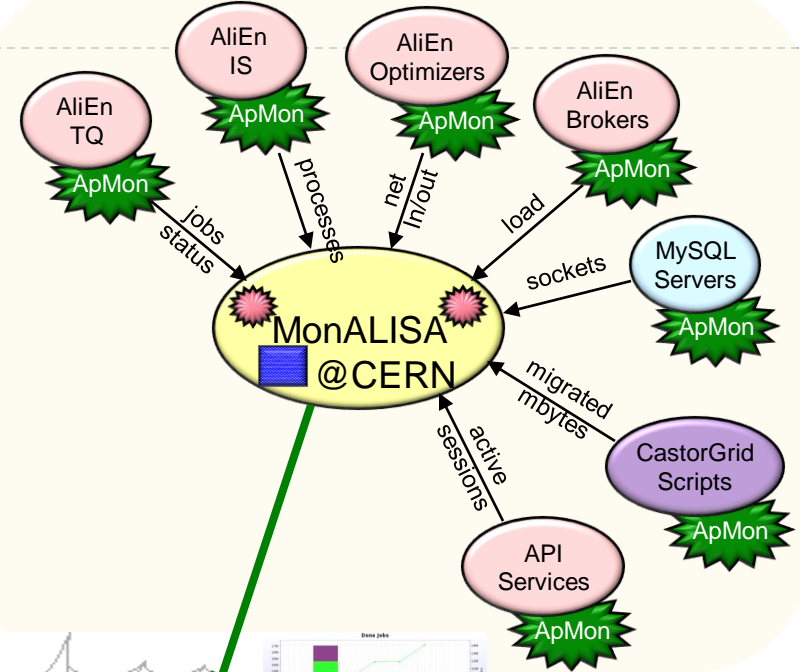 AliEn
IS
AliEn
Optimizers
AliEn
TQ
AliEn
Brokers
ApMon
ApMon
ApMon
ApMon
processes
net
In/out
jobs
status
load
MySQL
Servers
sockets
ApMon
MonALISA
@CERN
migrated
mbytes
active
sessions
CastorGrid
Scripts
ApMon
API
Services
ApMon
Done Jobs